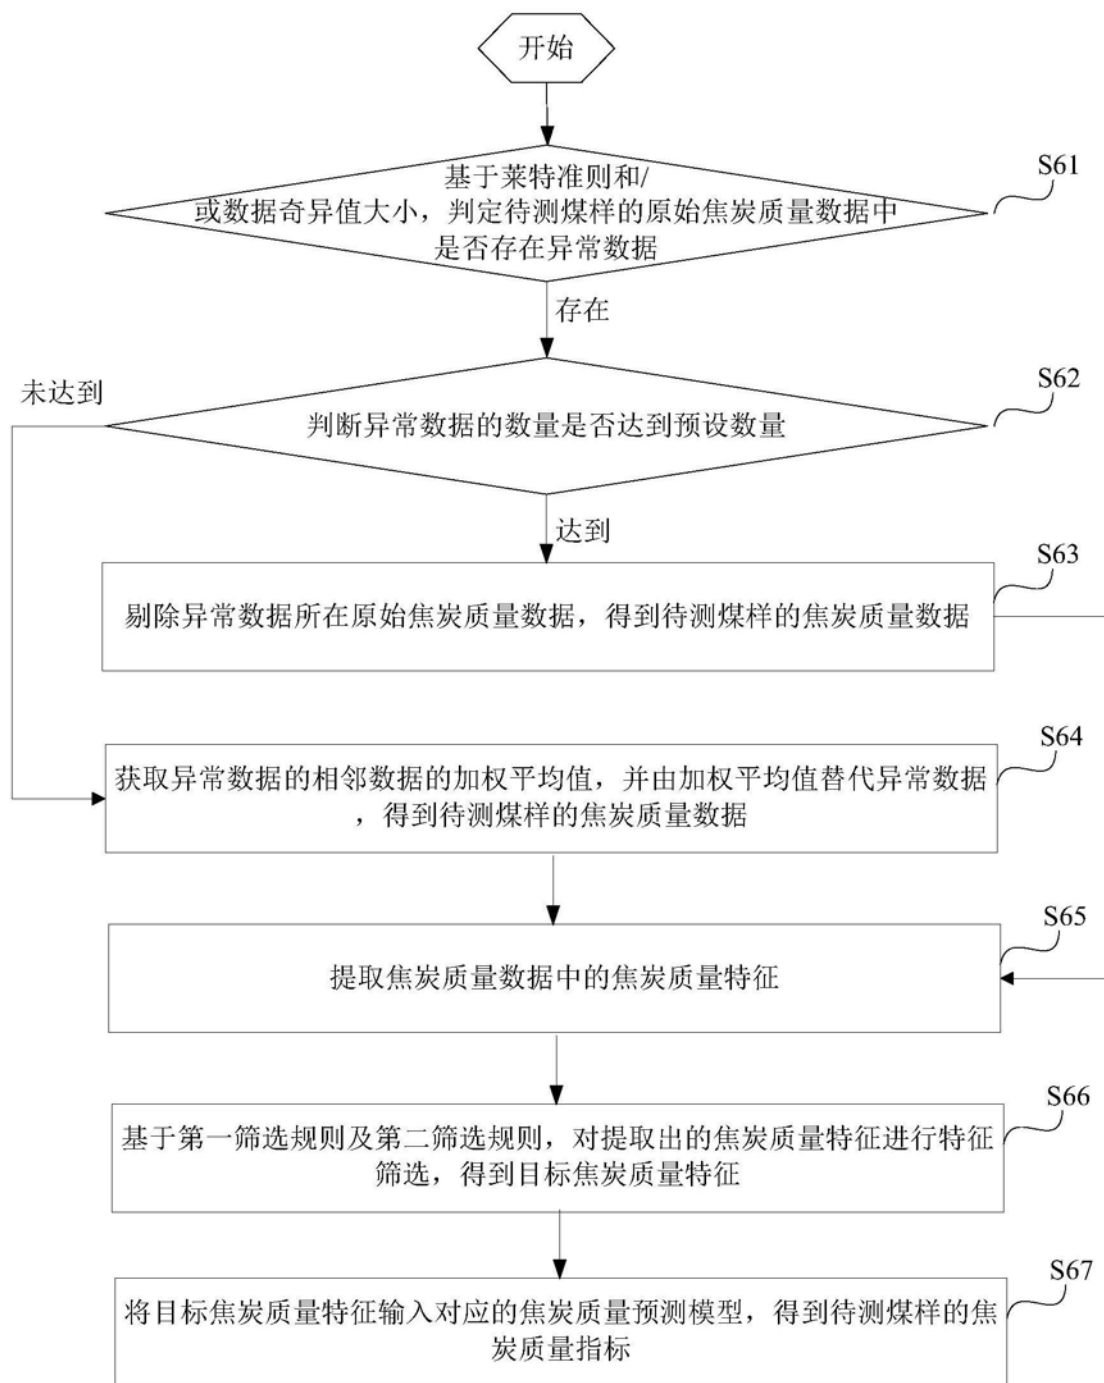 开始
基于莱特准则和/
或数据奇异值大小，判定待测煤样的原始焦炭质量数据中
是否存在异常数据
S61
存在
未达到
S62
判断异常数据的数量是否达到预设数量
达到
S63
剔除异常数据所在原始焦炭质量数据，得到待测煤样的焦炭质量数据
S64
获取异常数据的相邻数据的加权平均值，并由加权平均值替代异常数据
，得到待测煤样的焦炭质量数据
S65
提取焦炭质量数据中的焦炭质量特征
S66
基于第一筛选规则及第二筛选规则，对提取出的焦炭质量特征进行特征
筛选，得到目标焦炭质量特征
S67
将目标焦炭质量特征输入对应的焦炭质量预测模型，得到待测煤样的焦
炭质量指标